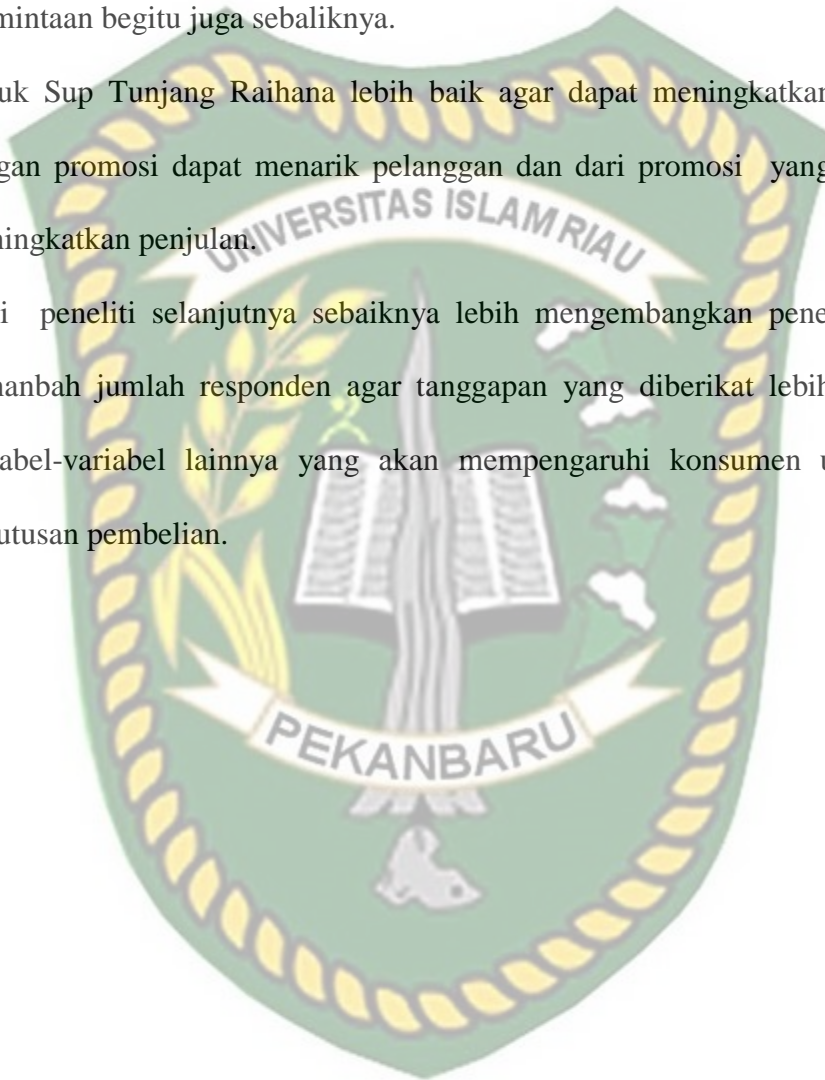 mintaan begitu juga sebaliknya.
uk Sup Tunjang Raihana lebih baik agar dapat meningkatkan
gan promosi dapat menarik pelanggan dan dari promosi yang
ningkatkan penjulan.
UNIVERSITAS ISLAM RIAU
i peneliti selanjutnya sebaiknya lebih mengembangkan pene
nanbah jumlah responden agar tanggapan yang diberikat lebih
abel-variabel lainnya yang akan mempengaruhi konsumen u
utusan pembelian.
PEKANBARU